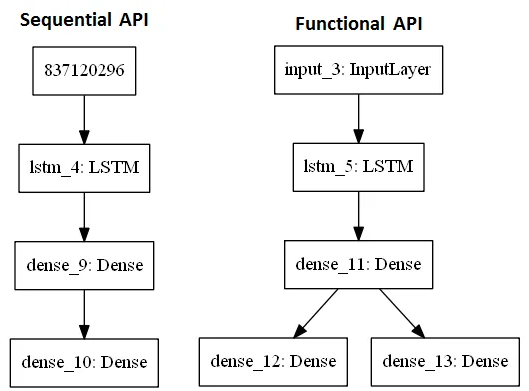 Sequential API
837120296
lstm_4: LSTM
dense_9: Dense
dense_10: Dense
Functional API
input_3: InputLayer
lstm_5: LSTM
dense_11: Dense
dense_12: Dense
dense_13: Dense